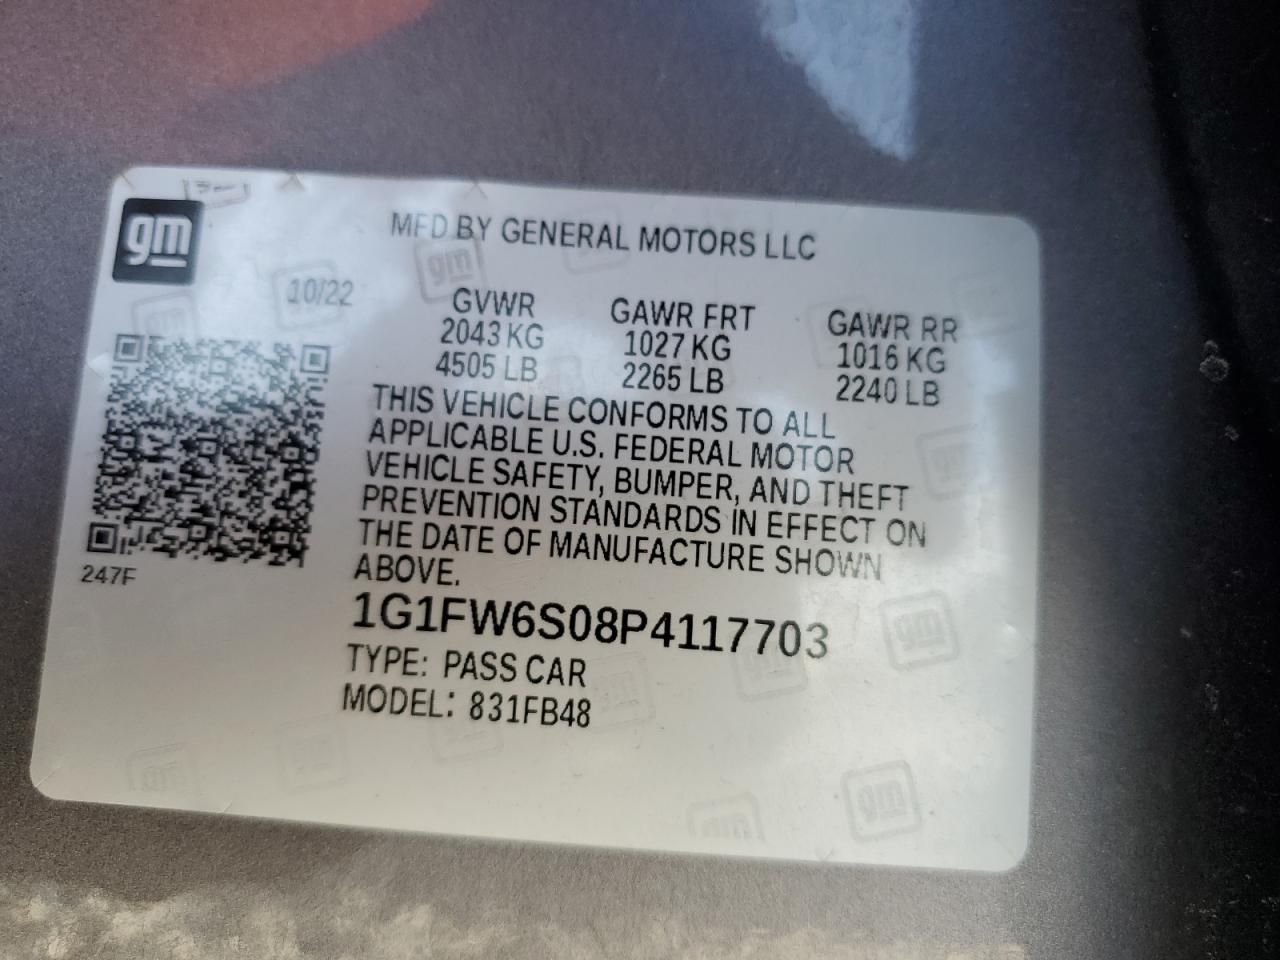 gm
MFD BY GENERAL MOTORS LLC
10/22
GVWR GAWR FRT GAWR RR
2043 KG 1027 KG 1016 KG
4505 LB 2265 LB 2240 LB
THIS VEHICLE CONFORMS TO ALL
APPLICABLE U.S. FEDERAL MOTOR
VEHICLE SAFETY, BUMPER, AND THEFT
PREVENTION STANDARDS IN EFFECT ON
THE DATE OF MANUFACTURE SHOWN
ABOVE.
247F
1G1FW6S08P4117703
TYPE: PASS CAR
MODEL: 831FB48